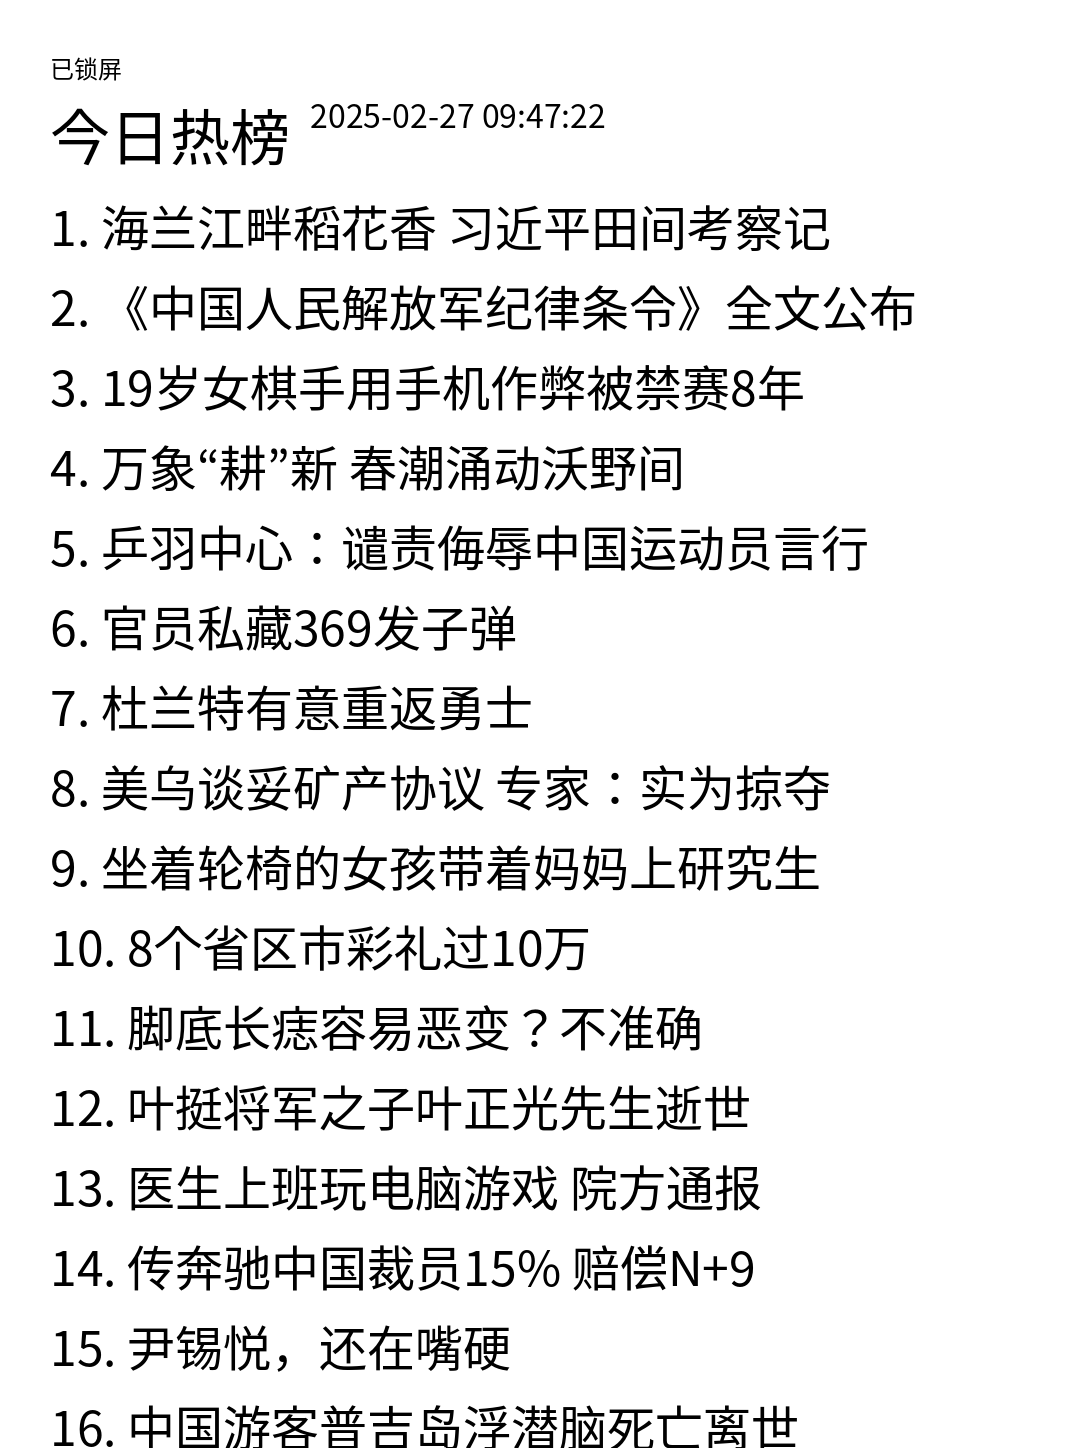 已锁屏
今日热榜 2025-02-27 09:47:22
1. 海兰江畔稻花香 习近平田间考察记
2. 《中国人民解放军纪律条令》全文公布
3. 19岁女棋手用手机作弊被禁赛8年
4. 万象“耕”新 春潮涌动沃野间
5. 乒羽中心：谴责侮辱中国运动员言行
6. 官员私藏369发子弹
7. 杜兰特有意重返勇士
8. 美乌谈妥矿产协议 专家：实为掠夺
9. 坐着轮椅的女孩带着妈妈上研究生
10. 8个省区市彩礼过10万
11. 脚底长痣容易恶变？不准确
12. 叶挺将军之子叶正光先生逝世
13. 医生上班玩电脑游戏 院方通报
14. 传奔驰中国裁员15% 赔偿N+9
15. 尹锡悦，还在嘴硬
16. 中国游客普吉岛浮潜脑死亡离世